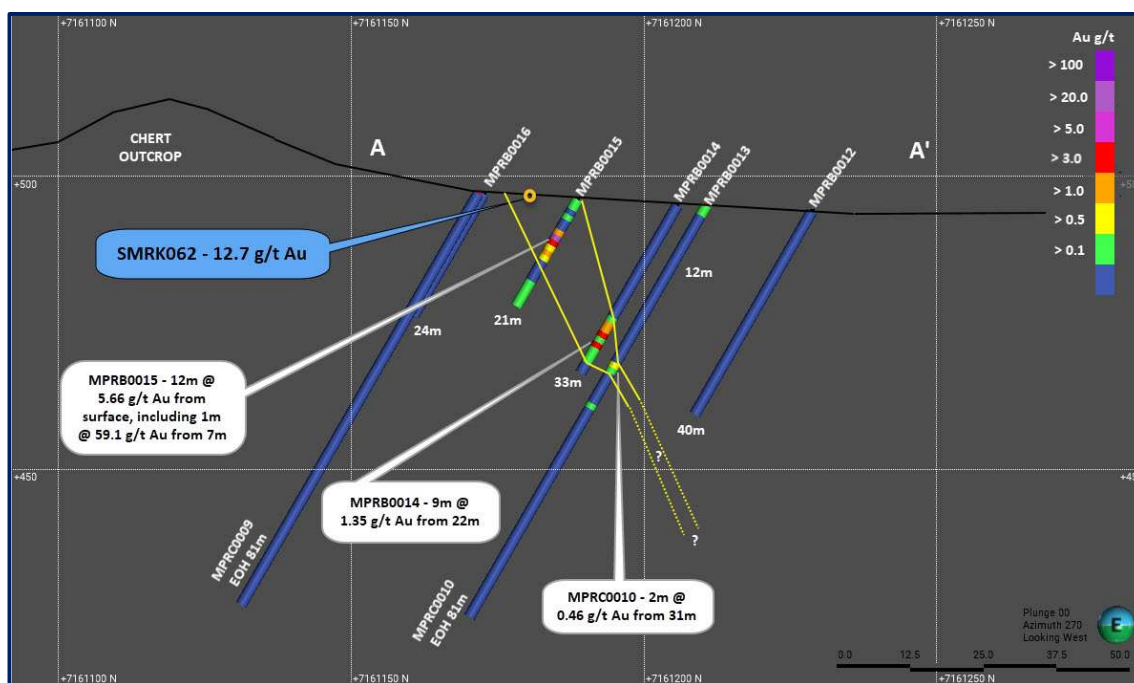 +7161100 N
+7161150 N
+7161200 N
+7161250 N
Au g/t
> 100
> 20.0
> 5.0
> 3.0
> 1.0
> 0.5
> 0.1
CHERT
OUTCROP
A
A'
MPRB0016
MPRB0015
MPRB0014
MPRB0013
MPRB0012
+500
SMRK062 - 12.7 g/t Au
12m
21m
24m
33m
40m
MPRB0015 - 12m @
5.66 g/t Au from
surface, including 1m
@ 59.1 g/t Au from 7m
+450
?
?
MPRB0014 - 9m @
1.35 g/t Au from 22m
MPRC0009
EOH 81m
MPRC0010
EOH 81m
MPRC0010 - 2m @
0.46 g/t Au from 31m
Plunge 00
Azimuth 270
Looking West
E
0.0
12.5
25.0
37.5
50.0
+7161100 N
+7161150 N
+7161200 N
+7161250 N